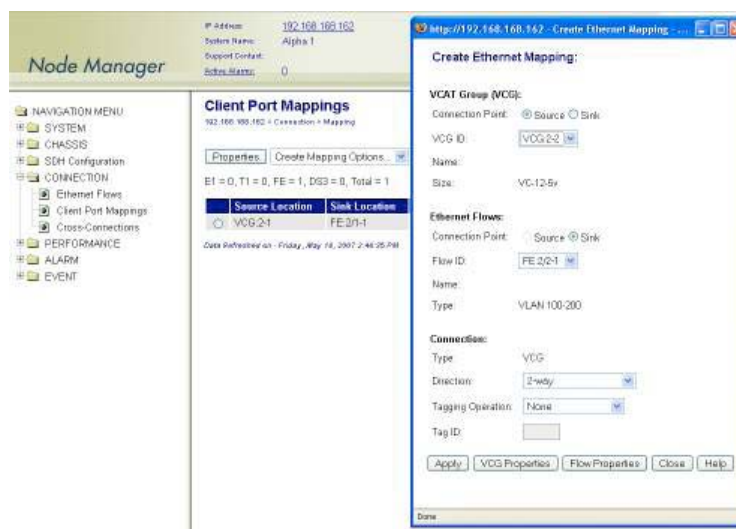 Node Manager
IP Address: 192.168.168.162
System Name: Alpha 1
Support Contact:
Active Alarms: 0
NAVIGATION MENU
SYSTEM
CHASSIS
SDH Configuration
CONNECTION
Ethernet Flows
Client Port Mappings
Cross-Connections
PERFORMANCE
ALARM
EVENT
Client Port Mappings
192.168.168.162 > Connection > Mapping
Properties Create Mapping Options...
E1 = 0, T1 = 0, FE = 1, DS3 = 0, Total = 1
Source Location Sink Location
VCG:2-1 FE:2/1-1
Data Refreshed on - Friday, May 18, 2007 2:46:35 PM
http://192.168.168.162 - Create Ethernet Mapping - ...
Create Ethernet Mapping:
VCAT Group (VCG):
Connection Point: Source Sink
VCG ID: VCG:2-2
Name:
Size: VC-12-5v
Ethernet Flows:
Connection Point: Source Sink
Flow ID: FE 2/2-1
Name:
Type: VLAN 100-200
Connection:
Type VCG
Direction: 2-way
Tagging Operation: None
Tag ID:
Apply VCG Properties Flow Properties Close Help
Done